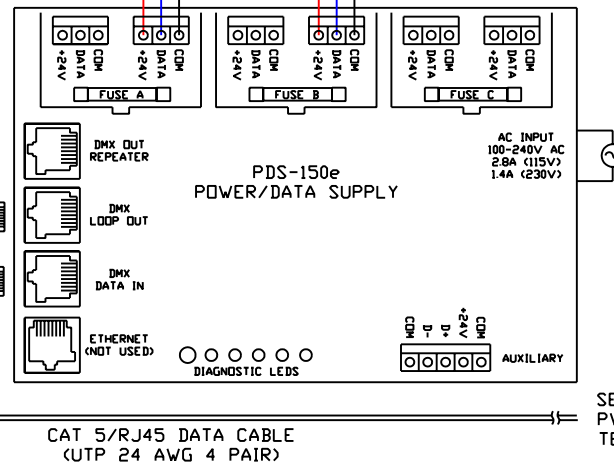 +24V DATA COM +24V DATA COM +24V DATA COM +24V DATA COM +24V DATA COM +24V DATA COM
FUSE A FUSE B FUSE C
DMX OUT
REPEATER
AC INPUT
100-240V AC
2.8A (115V)
1.4A (230V)
PDS-150e
POWER/DATA SUPPLY
DMX
LOOP OUT
DMX
DATA IN
ETHERNET
(NOT USED)
DIAGNOSTIC LEDS
COM D- D+ +24V COM
AUXILIARY
CAT 5/RJ45 DATA CABLE
(UTP 24 AWG 4 PAIR)